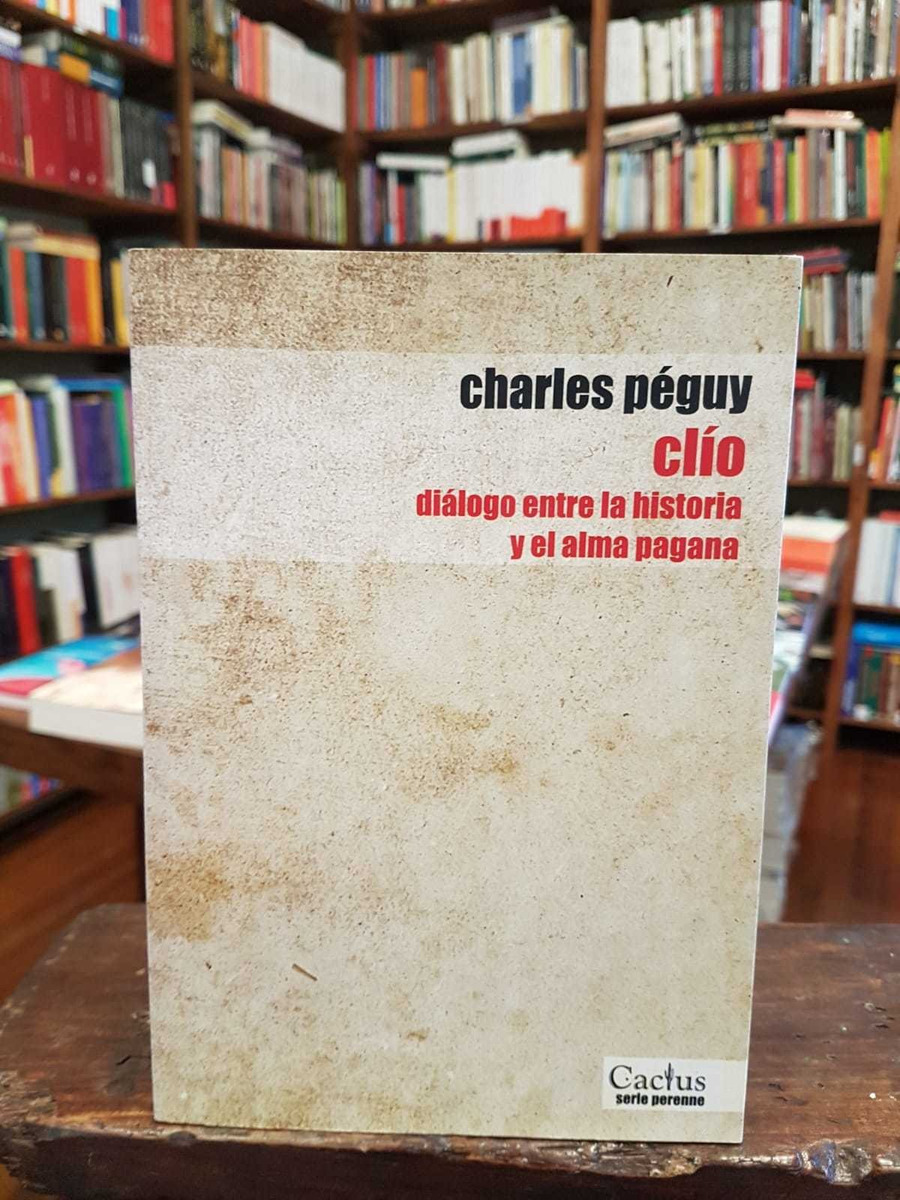 charles péguy
clío
diálogo entre la historia
y el alma pagana
Cactus
serie perenne